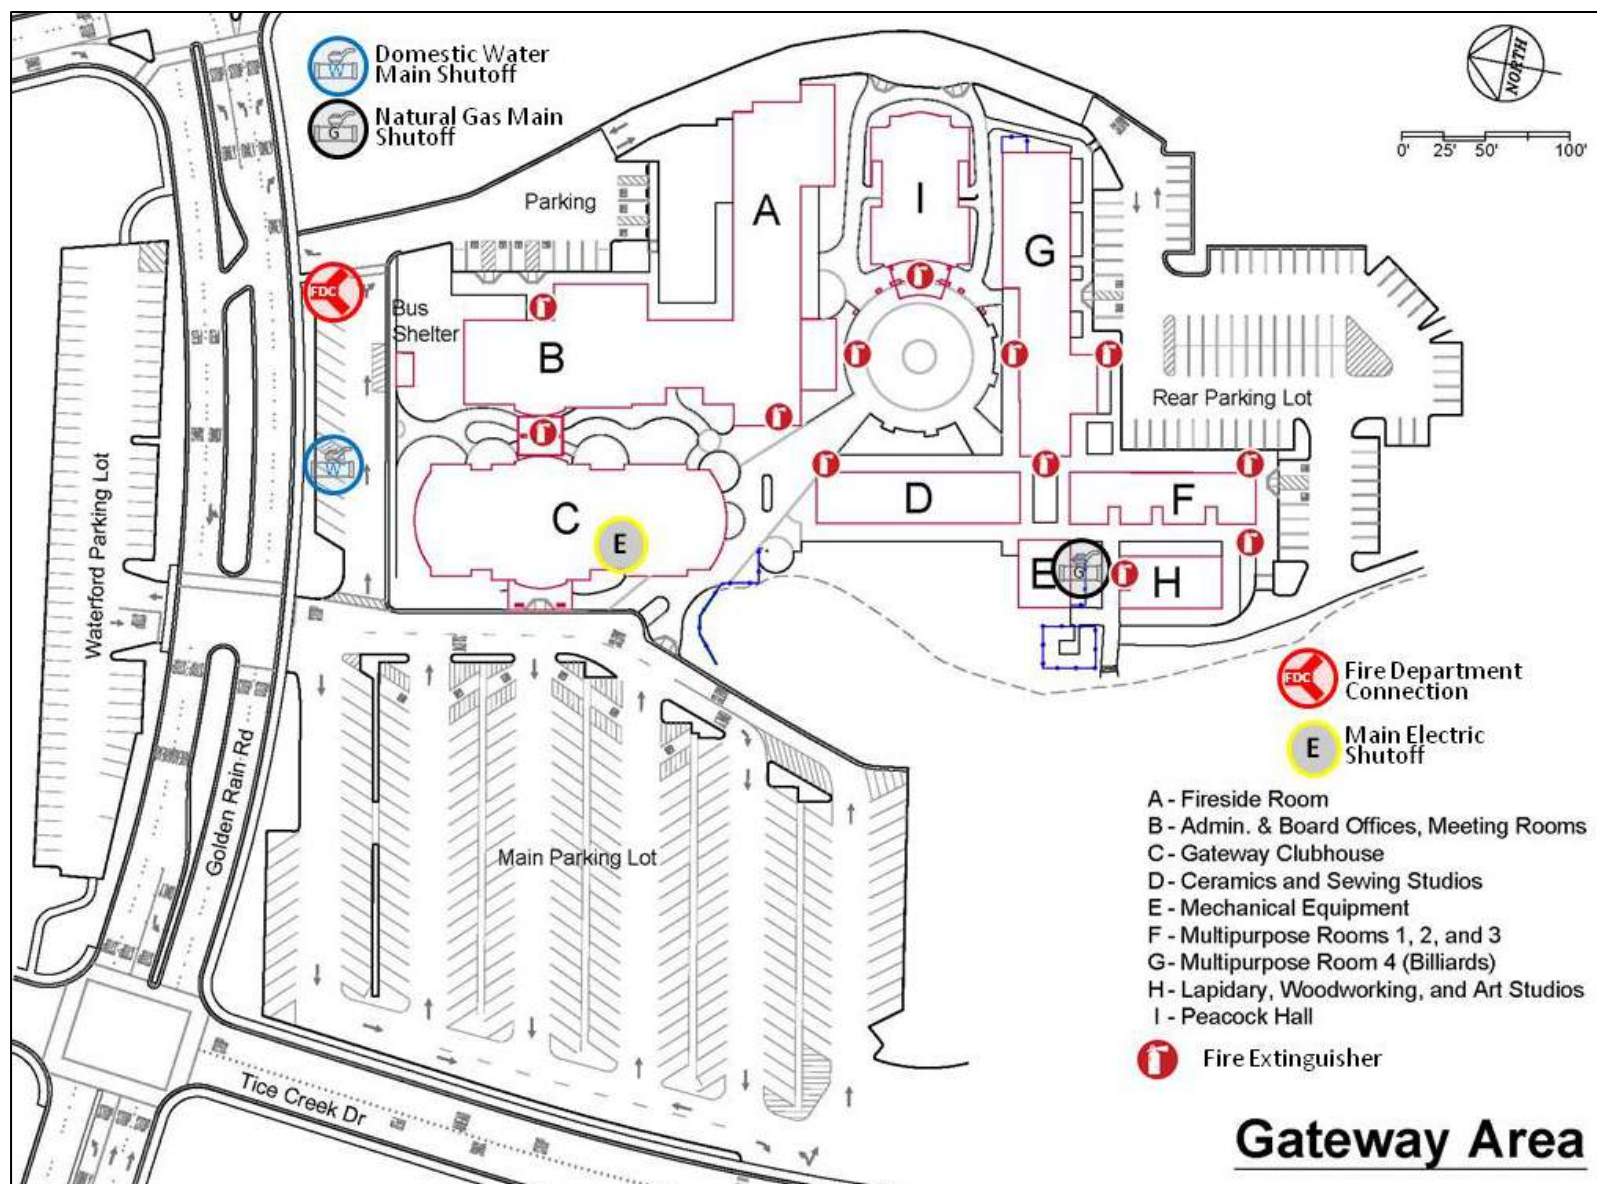 Domestic Water
Main Shutoff
W
Natural Gas Main
Shutoff
G
NORTH
0' 25' 50' 100'
Parking
A
I
G
FDC
Bus
Shelter
B
Rear Parking Lot
W
Waterford Parking Lot
C
E
D
F
E
G
H
FDC
Fire Department
Connection
E
Main Electric
Shutoff
Golden Rain Rd
Main Parking Lot
A - Fireside Room
B - Admin. & Board Offices, Meeting Rooms
C - Gateway Clubhouse
D - Ceramics and Sewing Studios
E - Mechanical Equipment
F - Multipurpose Rooms 1, 2, and 3
G - Multipurpose Room 4 (Billiards)
H - Lapidary, Woodworking, and Art Studios
I - Peacock Hall
Fire Extinguisher
Tice Creek Dr
Gateway Area